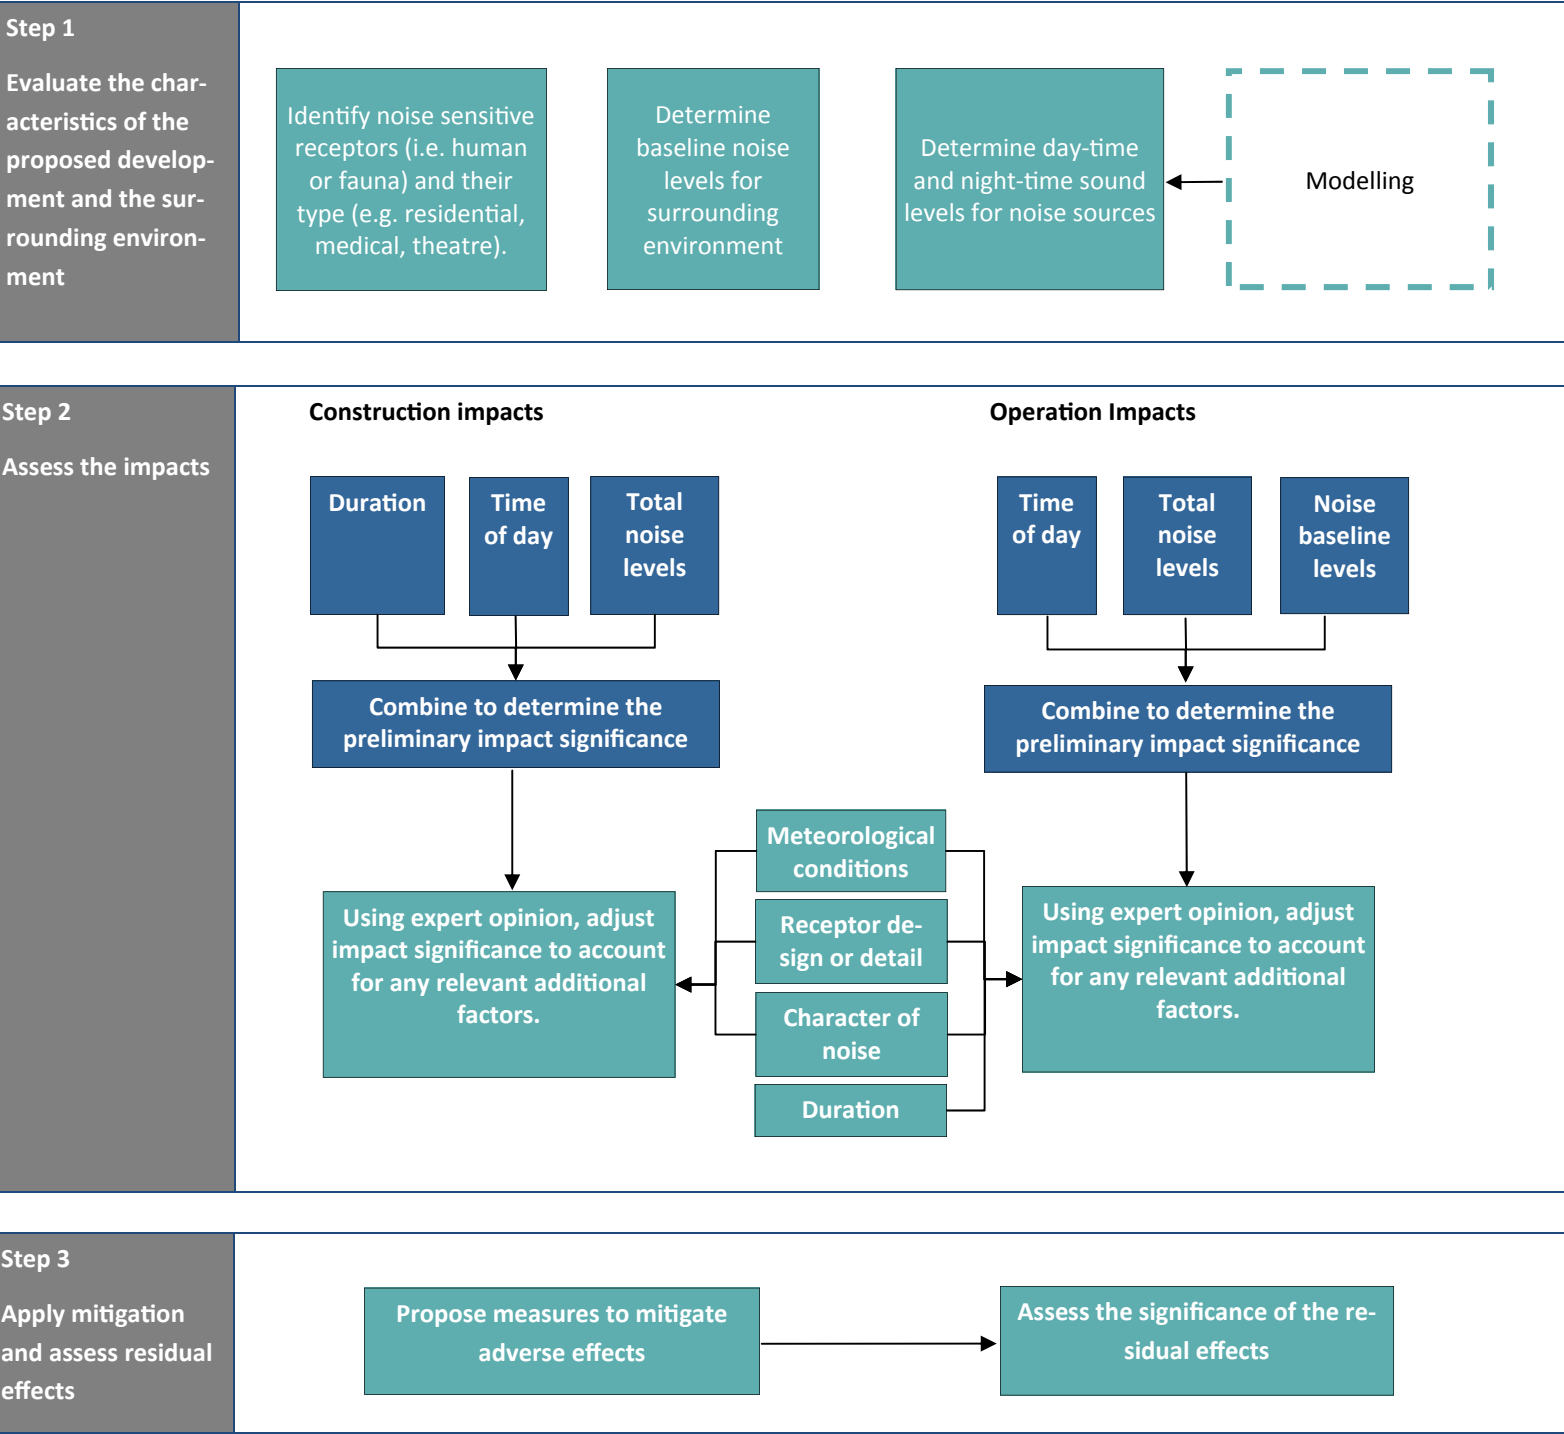 Step 1
Evaluate the char-
acteristics of the
proposed develop-
ment and the sur-
rounding environ-
ment
Identify noise sensitive
receptors (i.e. human
or fauna) and their
type (e.g. residential,
medical, theatre).
Determine
baseline noise
levels for
surrounding
environment
Determine day-time
and night-time sound
levels for noise sources
Modelling
Step 2
Assess the impacts
Construction impacts
Duration
Time
of day
Total
noise
levels
Combine to determine the
preliminary impact significance
Using expert opinion, adjust
impact significance to account
for any relevant additional
factors.
Meteorological
conditions
Receptor de-
sign or detail
Character of
noise
Duration
Operation Impacts
Time
of day
Total
noise
levels
Noise
baseline
levels
Combine to determine the
preliminary impact significance
Using expert opinion, adjust
impact significance to account
for any relevant additional
factors.
Step 3
Apply mitigation
and assess residual
effects
Propose measures to mitigate
adverse effects
Assess the significance of the re-
sidual effects